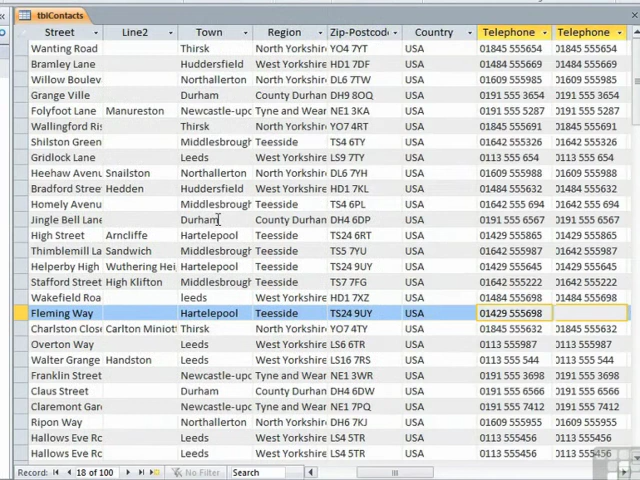 tblContacts
Street Line2 Town Region Zip-Postcode Country Telephone Telephone
Wanting Road Thirsk North Yorkshire YO4 7YT USA 01845 555654 01845 555654
Bramley Lane Huddersfield West Yorkshire HD1 7DF USA 01484 555669 01484 555669
Willow Boulev Northallerton North Yorkshire DL6 7TW USA 01609 555985 01609 555985
Grange Ville Durham County Durham DH9 8OQ USA 0191 555 3654 0191 555 3654
Folyfoot Lane Manureston Newcastle-upo Tyne and Wear NE1 3KA USA 0191 555 5287 0191 555 5287
Wallingford Ris Thirsk North Yorkshire YO7 4RT USA 01845 555691 01845 555691
Shilston Green Middlesbrough Teesside TS4 6TY USA 01642 555326 01642 555326
Gridlock Lane Leeds West Yorkshire LS9 7TY USA 0113 555 654 0113 555 654
Heehaw Avenu Snailston Northallerton North Yorkshire DL6 7YH USA 01609 555988 01609 555988
Bradford Street Hedden Huddersfield West Yorkshire HD1 7KL USA 01484 555632 01484 555632
Homely Avenu Middlesbrough Teesside TS4 6PL USA 01642 555 694 01642 555 694
Jingle Bell Lane Durham County Durham DH4 6DP USA 0191 555 6567 0191 555 6567
High Street Arncliffe Hartelepool Teesside TS24 6RT USA 01429 555865 01429 555865
Thimblemill La Sandwich Middlesbrough Teesside TS5 7YU USA 01642 555987 01642 555987
Helperby High Wuthering Hei Hartlepool Teesside TS24 9UY USA 01429 555645 01429 555645
Stafford Street High Klifton Middlesbrough Teesside TS7 7FG USA 01642 555222 01642 555222
Wakefield Roa leeds West Yorkshire HD1 7XZ USA 01484 555698 01484 555698
Fleming Way Hartelepool Teesside TS24 9UY USA 01429 555698
Charlston Close Carlton Miniott Thirsk North Yorkshire YO7 4TY USA 01845 555632 01845 555632
Overton Way Leeds West Yorkshire LS6 6TR USA 0113 555987 0113 555987
Walter Grange Handston Leeds West Yorkshire LS16 7RS USA 0113 555 544 0113 555 544
Franklin Street Newcastle-upo Tyne and Wear NE1 3WR USA 0191 555 3698 0191 555 3698
Claus Street Durham County Durham DH4 6DW USA 0191 555 6566 0191 555 6566
Claremont Gard Newcastle-upo Tyne and Wear NE1 7PQ USA 0191 555 7412 0191 555 7412
Ripon Way Northallerton North Yorkshire DH6 7KJ USA 01609 555955 01609 555955
Hallows Eve Ro Leeds West Yorkshire LS4 5TR USA 0113 555456 0113 555456
Hallows Eve Ro Leeds West Yorkshire LS4 5TR USA 0113 555456 0113 555456
Record: 18 of 100 No Filter Search